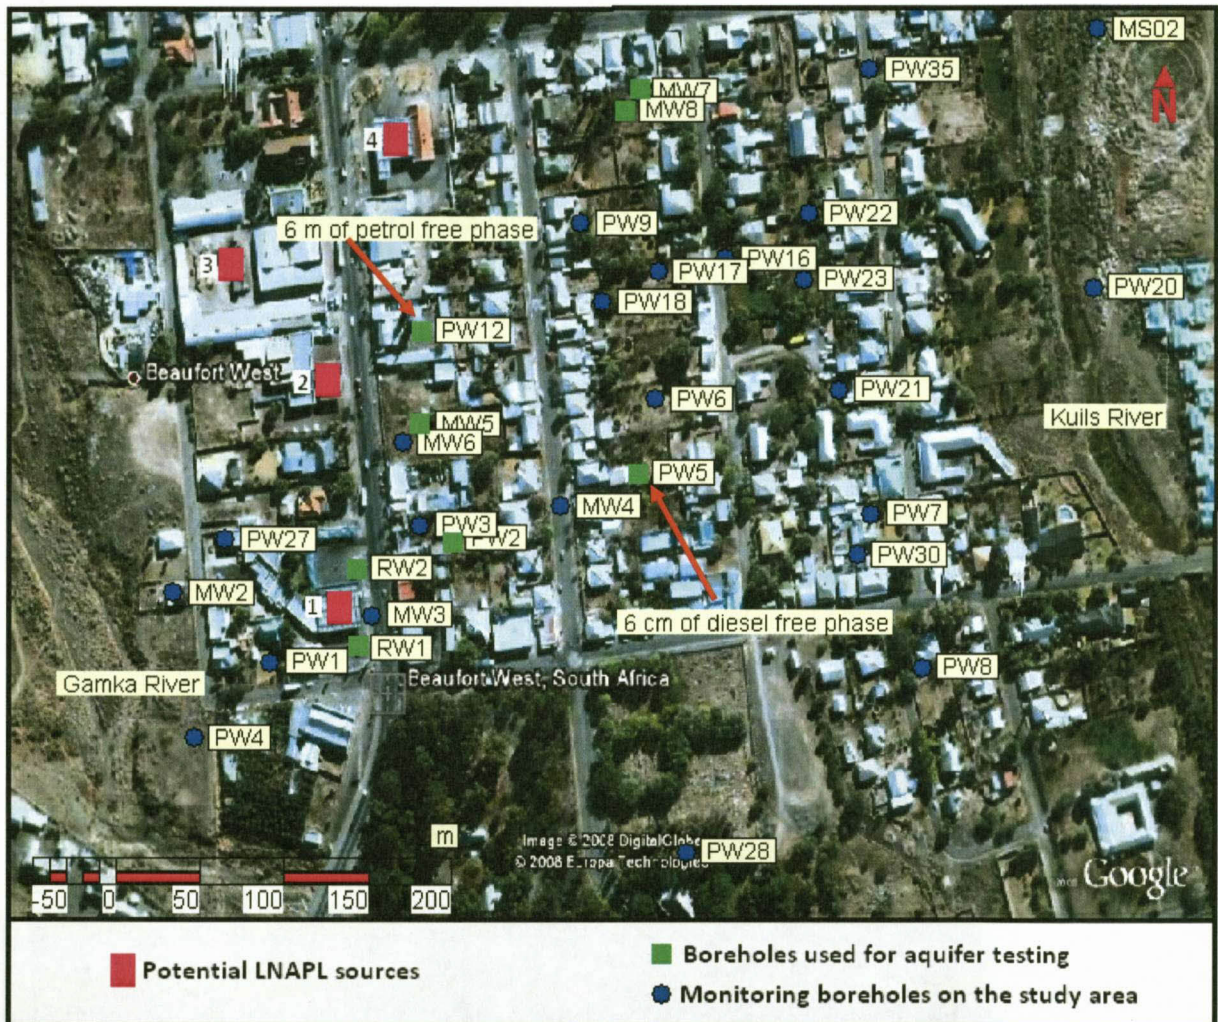 MS02
PW35
N
MW7
MW8
4
6 m of petrol free phase
PW9
PW22
3
PW17
PW16
PW23
PW20
PW18
PW12
Beaufort West
2
PW21
PW6
Kuils River
MW5
MW6
PW5
MW4
PW7
PW3
PW2
PW27
PW30
RW2
MW2
1
MW3
6 cm of diesel free phase
RW1
PW1
PW8
Beaufort West, South Africa
Gamka River
PW4
m
Image © 2008 DigitalGlobe
© 2008 Europa Technologies
PW28
Google
-50 0 50 100 150 200
Potential LNAPL sources
Boreholes used for aquifer testing
Monitoring boreholes on the study area